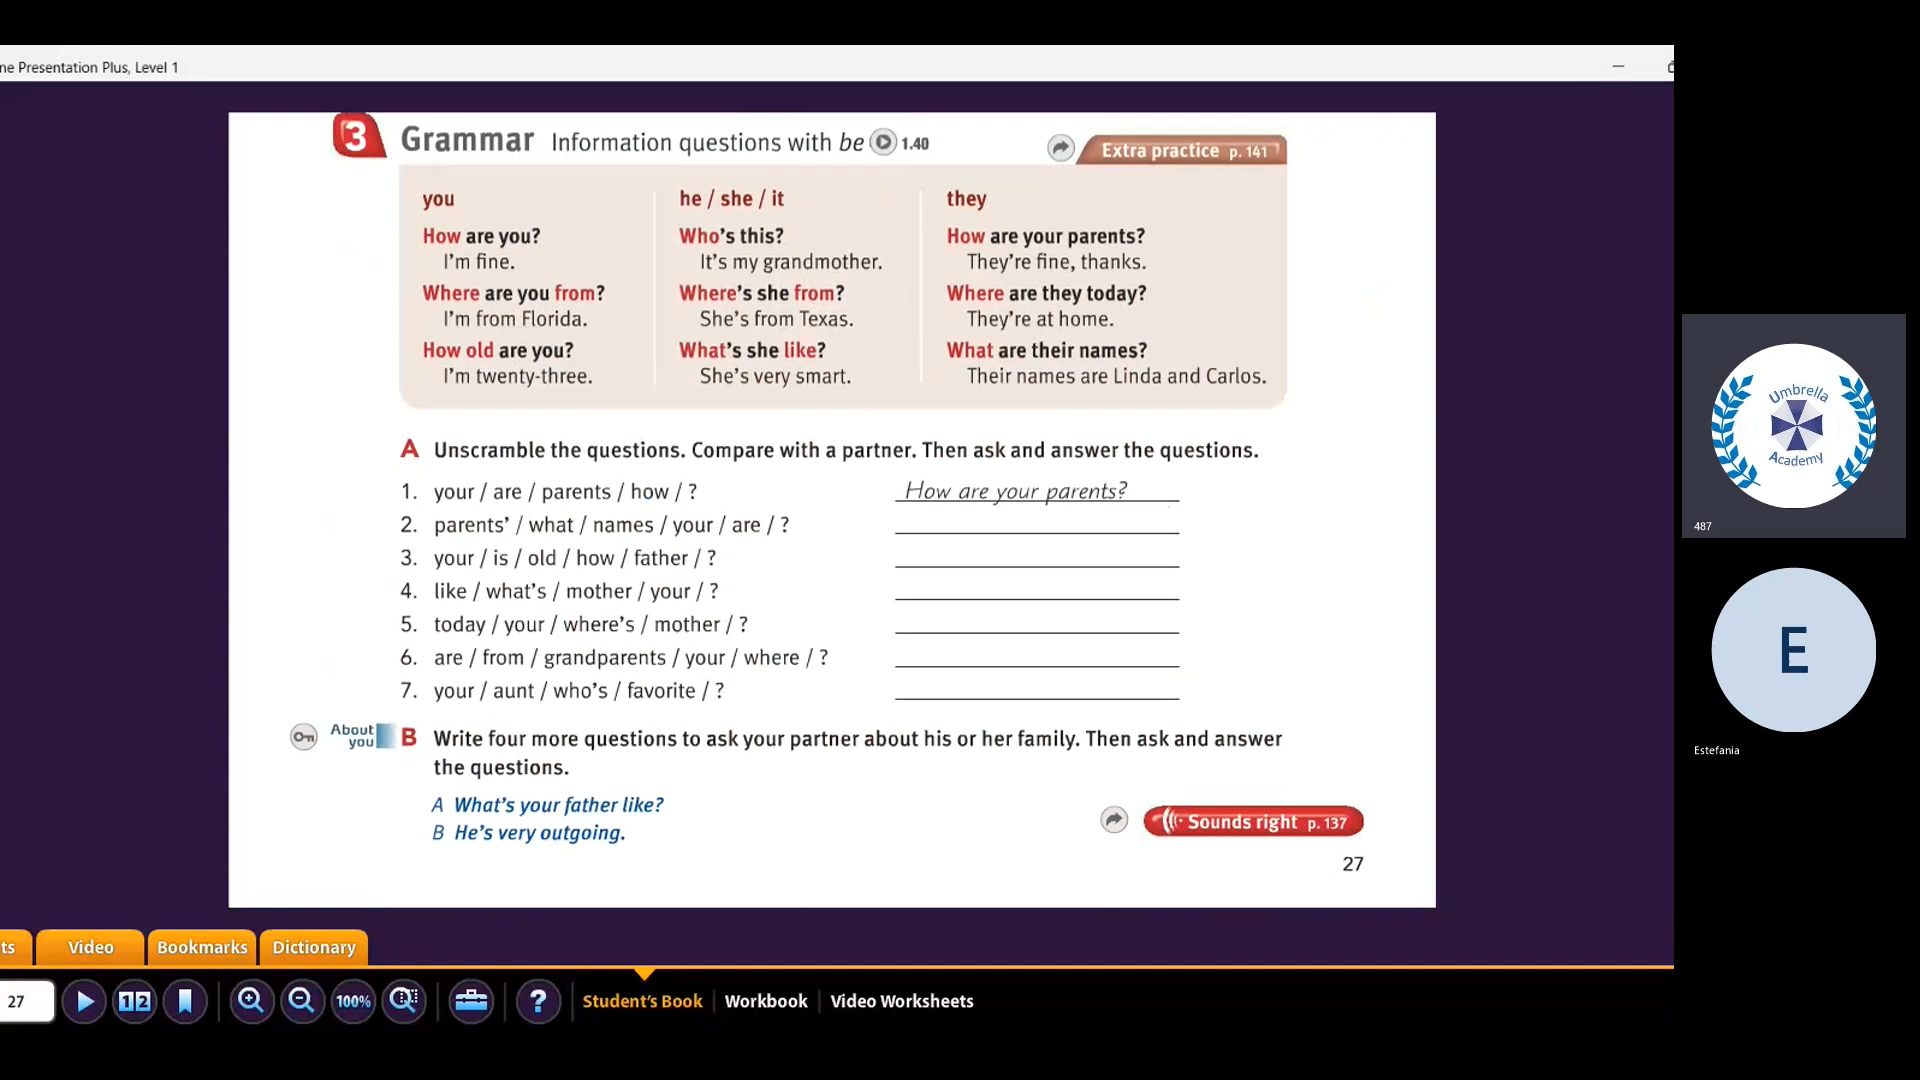 ne Presentation Plus, Level 1
3 Grammar Information questions with be 1.40
Extra practice p. 141
you
How are you?
I'm fine.
Where are you from?
I'm from Florida.
How old are you?
I'm twenty-three.
he / she / it
Who's this?
It's my grandmother.
Where's she from?
She's from Texas.
What's she like?
She's very smart.
they
How are your parents?
They're fine, thanks.
Where are they today?
They're at home.
What are their names?
Their names are Linda and Carlos.
A Unscramble the questions. Compare with a partner. Then ask and answer the questions.
1. your / are / parents / how / ? How are your parents?
2. parents' / what / names / your / are / ?
3. your / is / old / how / father / ?
4. like / what's / mother / your / ?
5. today / your / where's / mother / ?
6. are / from / grandparents / your / where / ?
7. your / aunt / who's / favorite / ?
About
you
B Write four more questions to ask your partner about his or her family. Then ask and answer
the questions.
A What's your father like?
B He's very outgoing.
Sounds right p. 137
27
Umbrella
Academy
487
E
Estefania
ts Video Bookmarks Dictionary
27 1 2 100% ? Student's Book Workbook Video Worksheets